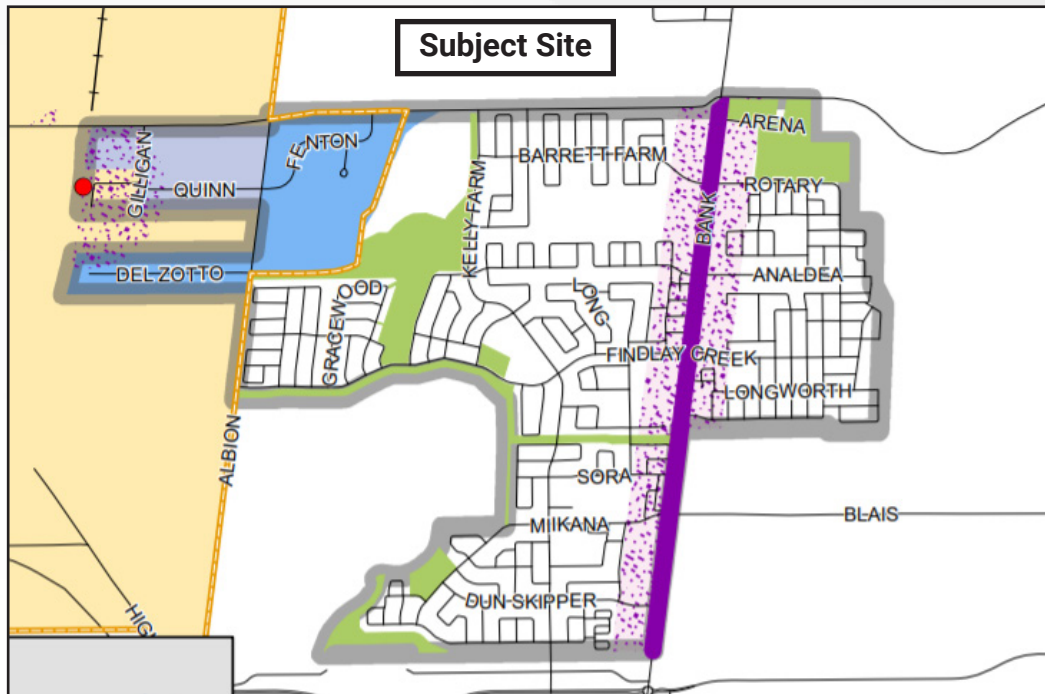 Subject Site
ARENA
FENTON
BARRETT FARM
GILLIGAN
QUINN
ROTARY
KELLY FARM
BANK
DEL ZOTTO
ANALDEA
GRACEWOOD
LONG
FINDLAY CREEK
LONGWORTH
ALBION
SORA
MIIKANA
BLAIS
DUN SKIPPER
HIG